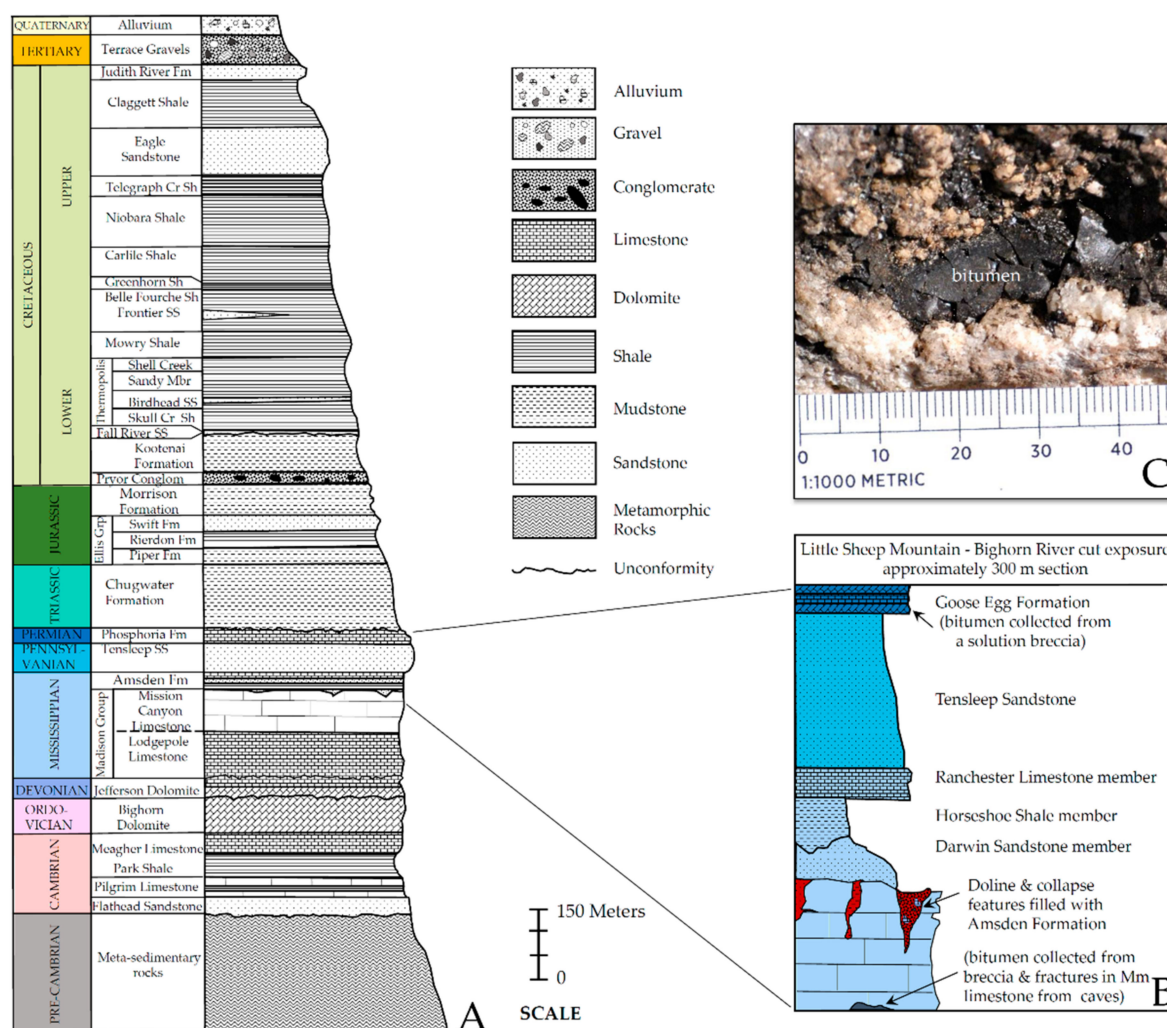 QUATERNARY
Alluvium
TERTIARY
Terrace Gravels
CRETACEOUS
UPPER
Judith River Fm
Claggett Shale
Eagle
Sandstone
Telegraph Cr Sh
Niobara Shale
Carlile Shale
Greenhorn Sh
Belle Fourche Sh
Frontier SS
LOWER
Mowry Shale
Thermopolis
Shell Creek
Sandy Mbr
Birdhead SS
Skull Cr Sh
Fall River SS
Kootenai
Formation
Pryor Conglom
JURASSIC
Morrison
Formation
Ellis Grp
Swift Fm
Rierdon Fm
Piper Fm
TRIASSIC
Chugwater
Formation
PERMIAN
Phosphoria Fm
PENNSYL-
VANIAN
Tensleep SS
MISSISSIPPIAN
Amsden Fm
Madison Group
Mission
Canyon
Limestone
Lodgepole
Limestone
DEVONIAN
Jefferson Dolomite
ORDO-
VICIAN
Bighorn
Dolomite
CAMBRIAN
Meagher Limestone
Park Shale
Pilgrim Limestone
Flathead Sandstone
PRE-CAMBRIAN
Meta-sedimentary
rocks
A
Alluvium
Gravel
Conglomerate
Limestone
Dolomite
Shale
Mudstone
Sandstone
Metamorphic
Rocks
Unconformity
150 Meters
0
SCALE
bitumen
0 10 20 30 40
1:1000 METRIC
C
Little Sheep Mountain - Bighorn River cut exposure
approximately 300 m section
Goose Egg Formation
(bitumen collected from
a solution breccia)
Tensleep Sandstone
Ranchester Limestone member
Horseshoe Shale member
Darwin Sandstone member
Doline & collapse
features filled with
Amsden Formation
(bitumen collected from
breccia & fractures in Mm
limestone from caves)
B